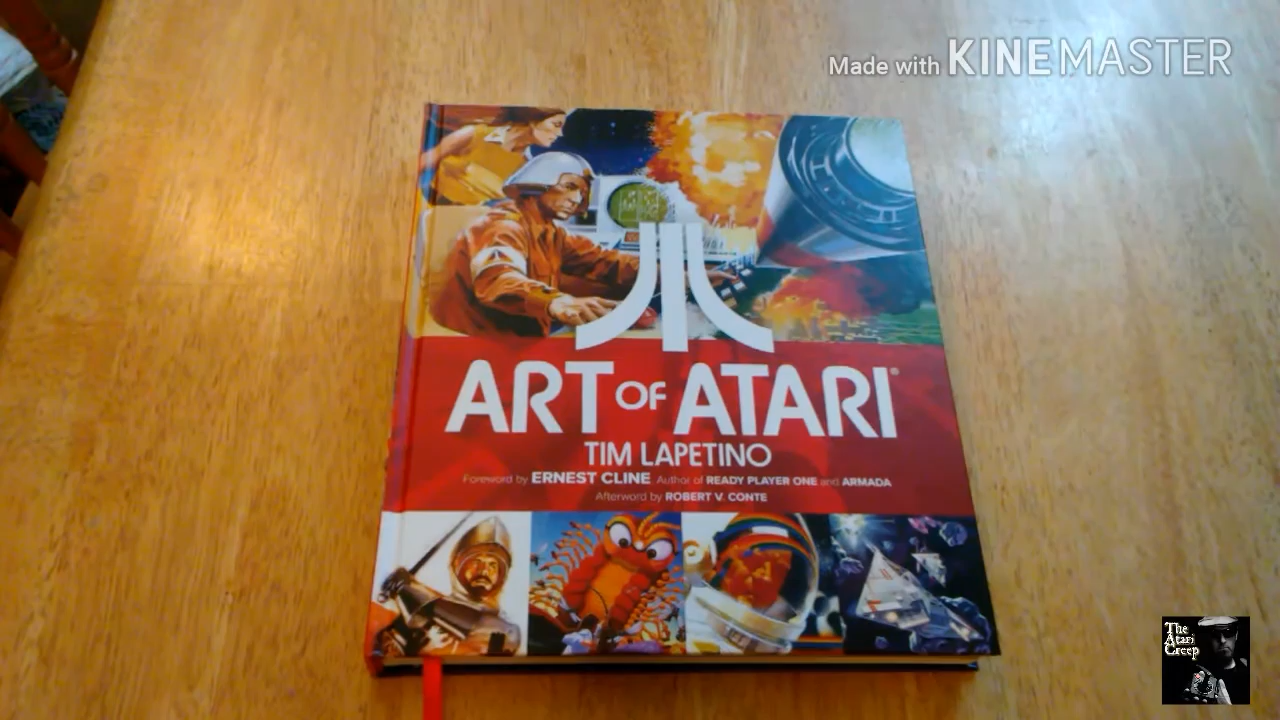 Made with KINEMASTER
ART OF ATARI®
TIM LAPETINO
Foreword by ERNEST CLINE Author of READY PLAYER ONE and ARMADA
Afterword by ROBERT V. CONTE
The
Atari
Creep